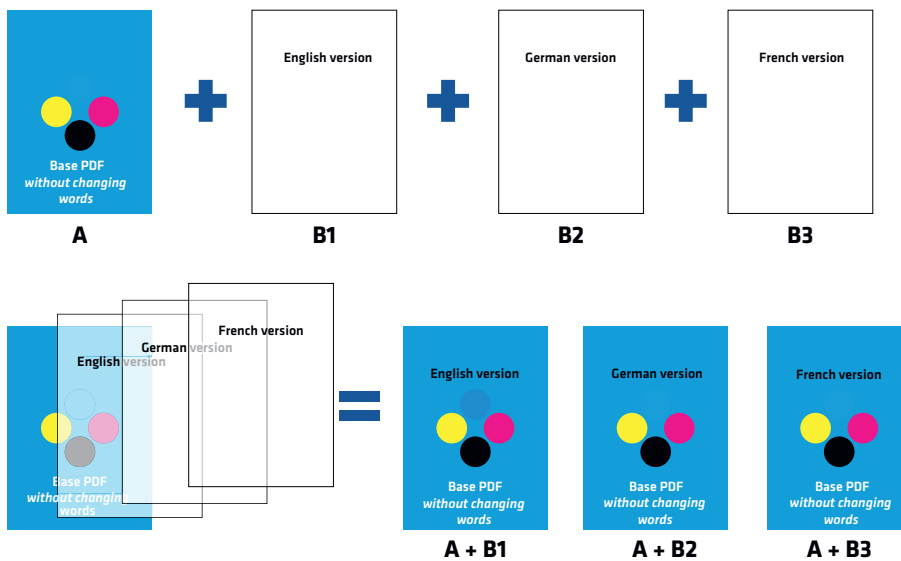 English version
German version
French version
Base PDF
without changing
words
A
B1
B2
B3
French version
German version
English version
Base PDF
without changing
words
English version
German version
French version
Base PDF
without changing
words
Base PDF
without changing
words
Base PDF
without changing
words
A + B1
A + B2
A + B3